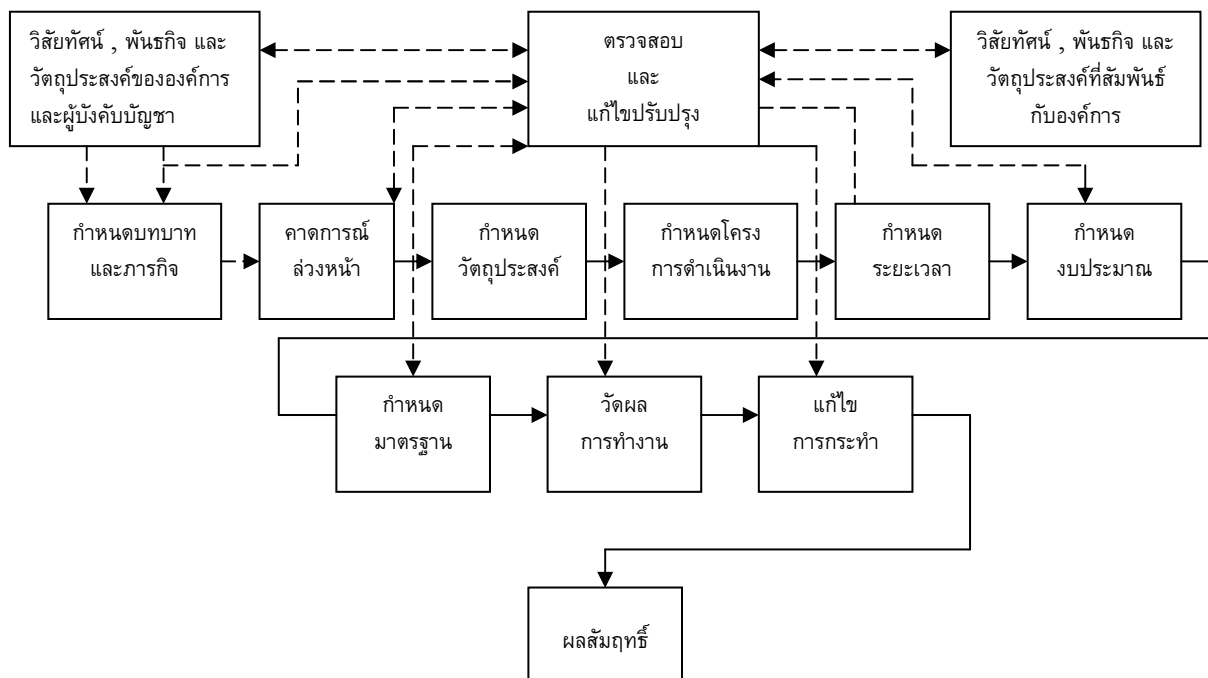 วิสัยทัศน์ , พันธกิจ และ
วัตถุประสงค์ขององค์การ
และผู้บังคับบัญชา
ตรวจสอบ
และ
แก้ไขปรับปรุง
วิสัยทัศน์ , พันธกิจ และ
วัตถุประสงค์ที่สัมพันธ์
กับองค์การ
กำหนดบทบาท
และภารกิจ
คาดการณ์
ล่วงหน้า
กำหนด
วัตถุประสงค์
กำหนดโครง
การดำเนินงาน
กำหนด
ระยะเวลา
กำหนด
งบประมาณ
กำหนด
มาตรฐาน
วัดผล
การทำงาน
แก้ไข
การกระทำ
ผลสัมฤทธิ์